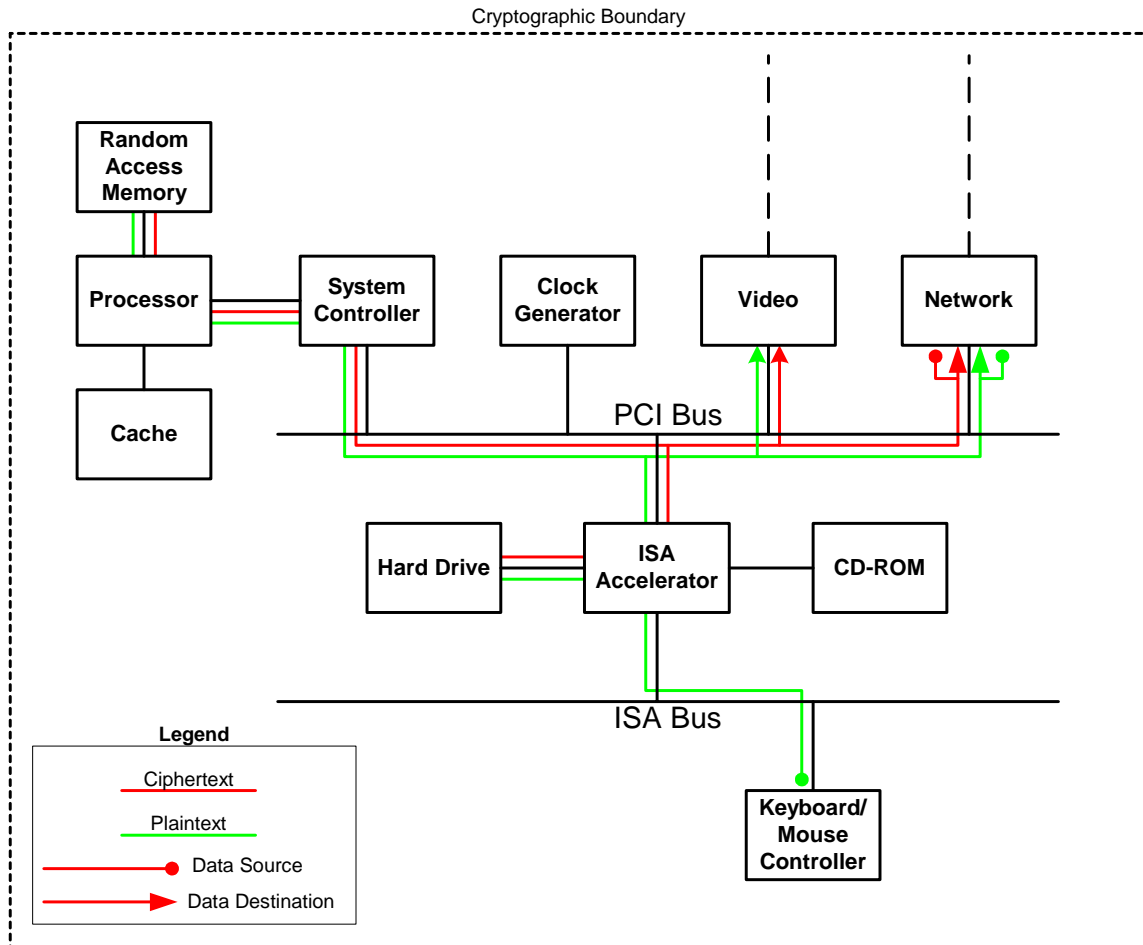 Cryptographic Boundary
Random
Access
Memory
Processor
System
Controller
Clock
Generator
Video
Network
Cache
PCI Bus
Hard Drive
ISA
Accelerator
CD-ROM
ISA Bus
Legend
Ciphertext
Plaintext
Data Source
Data Destination
Keyboard/
Mouse
Controller